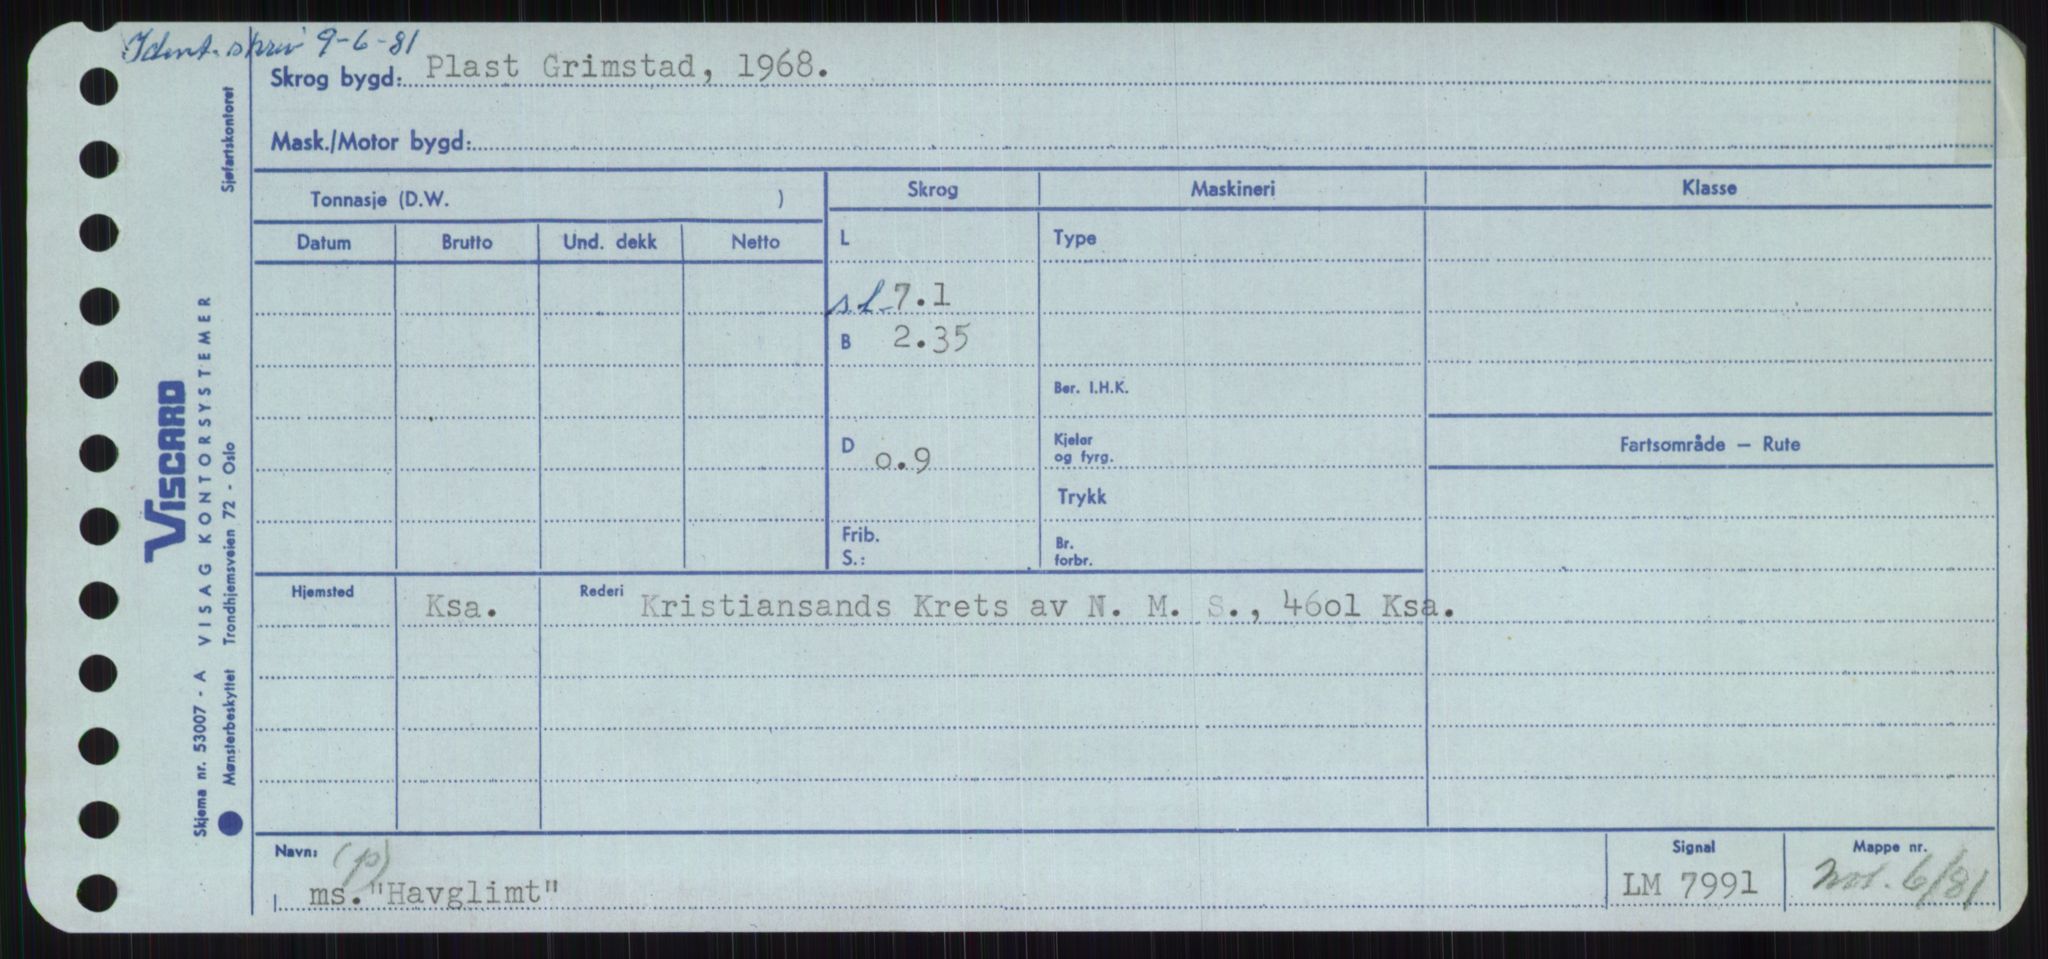 Ident. skriv 9-6-81
Skrog bygd: Plast Grimstad, 1968.
Mask./Motor bygd:
Tonnasje (D.W. )
Datum Brutto Und. dekk Netto
Skrog Maskineri Klasse
L Type
s.l. 7.1
B 2.35
Ber. I.H.K.
D o.9
Kjeler
og fyrg.
Fartsområde — Rute
Trykk
Frib.
S.:
Br.
forbr.
Hjemsted Ksa. Rederi Kristiansands Krets av N. M. S., 46o1 Ksa.
Navn: (p)
ms. "Havglimt"
Signal
LM 7991
Mappe nr.
6/81
Sjøfartskontoret
VISCARD
VISAG KONTORSYSTEMER
Skjema nr. 53007 - A
Mønsterbeskyttet Trondhjemsveien 72 - Oslo